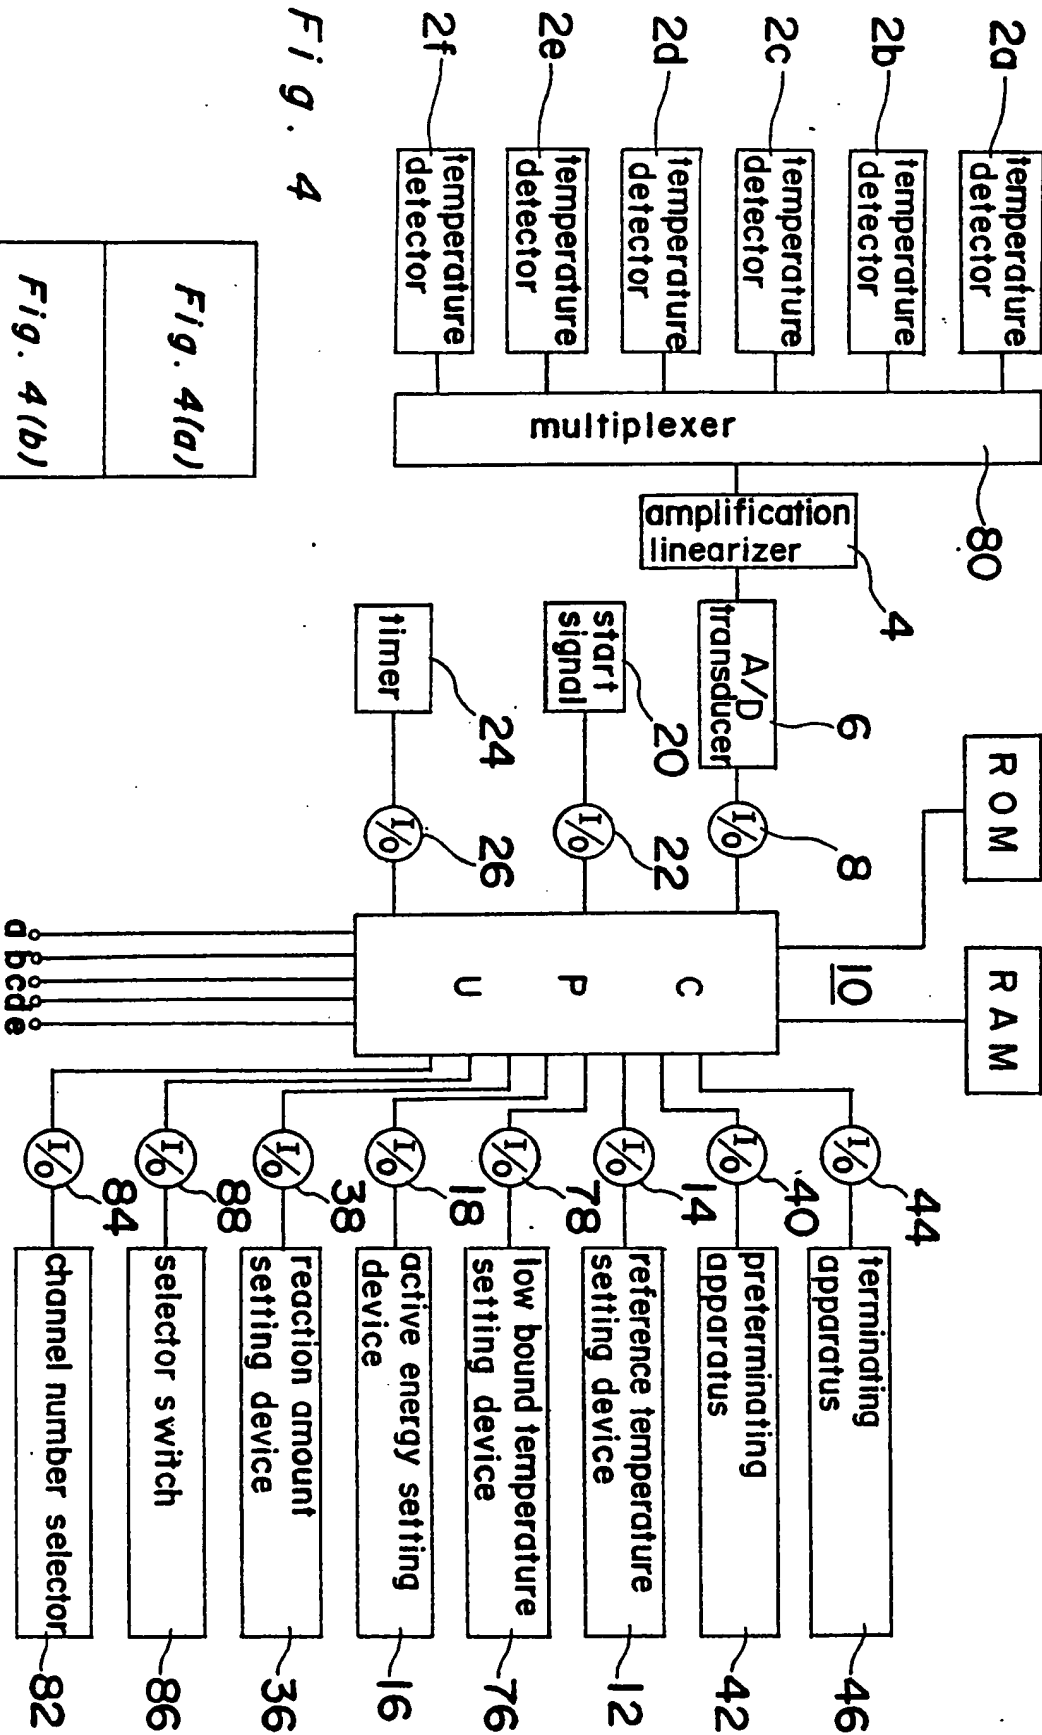 2a
2b
2c
2d
2e
2f
temperature
detector
temperature
detector
temperature
detector
temperature
detector
temperature
detector
temperature
detector
multiplexer
80
amplification
linearizer
4
A/D
transducer
6
start
signal
20
timer
24
I/O
8
I/O
22
I/O
26
ROM
RAM
10
CPU
a
b
c
d
e
I/O
44
terminating
apparatus
46
I/O
40
preterminating
apparatus
42
I/O
14
reference temperature
setting device
12
I/O
78
low bound temperature
setting device
76
I/O
18
active energy setting
device
16
I/O
38
reaction amount
setting device
36
I/O
88
selector switch
86
I/O
84
channel number selector
82
Fig. 4
Fig. 4(a)
Fig. 4(b)